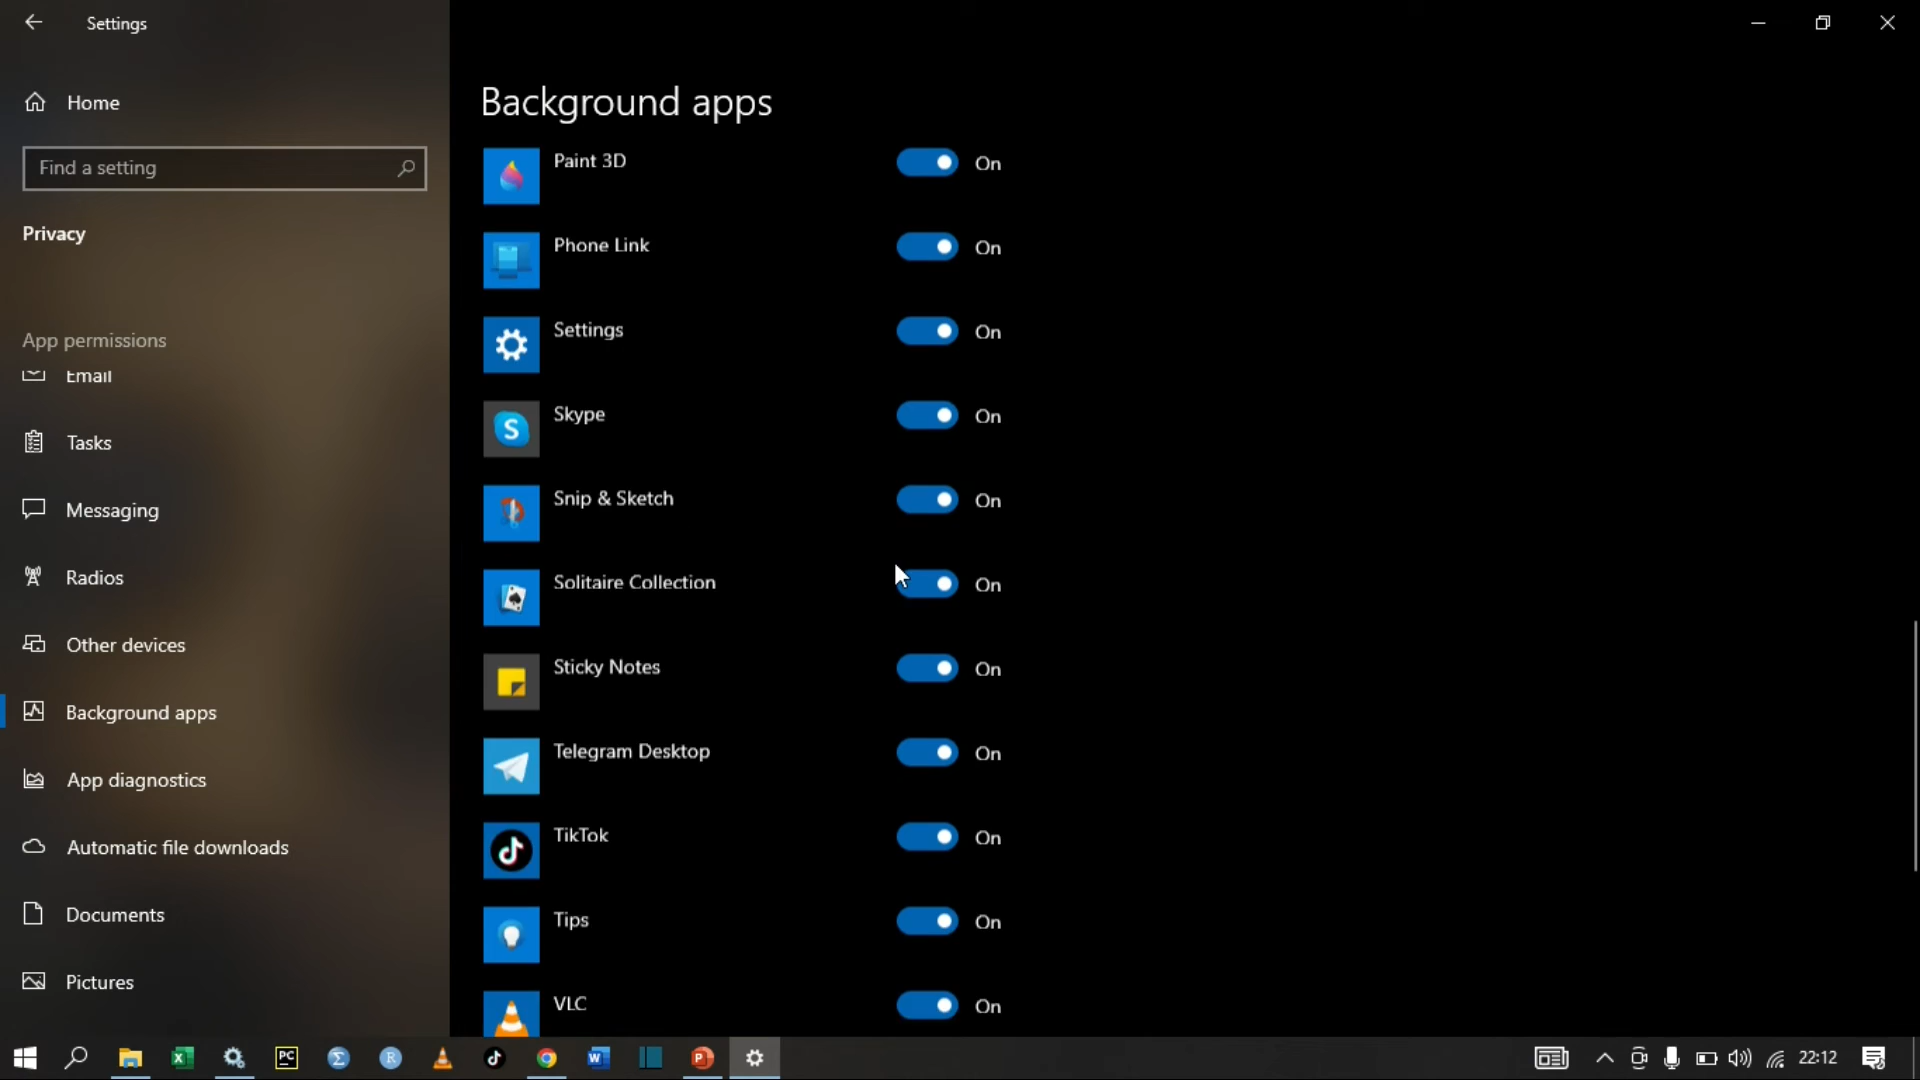 Settings
Home
Find a setting
Privacy
App permissions
Email
Tasks
Messaging
Radios
Other devices
Background apps
App diagnostics
Automatic file downloads
Documents
Pictures
Background apps
Paint 3D On
Phone Link On
Settings On
Skype On
S
Snip & Sketch On
Solitaire Collection On
Sticky Notes On
Telegram Desktop On
TikTok On
Tips On
VLC On
X PC Σ R W P 22:12